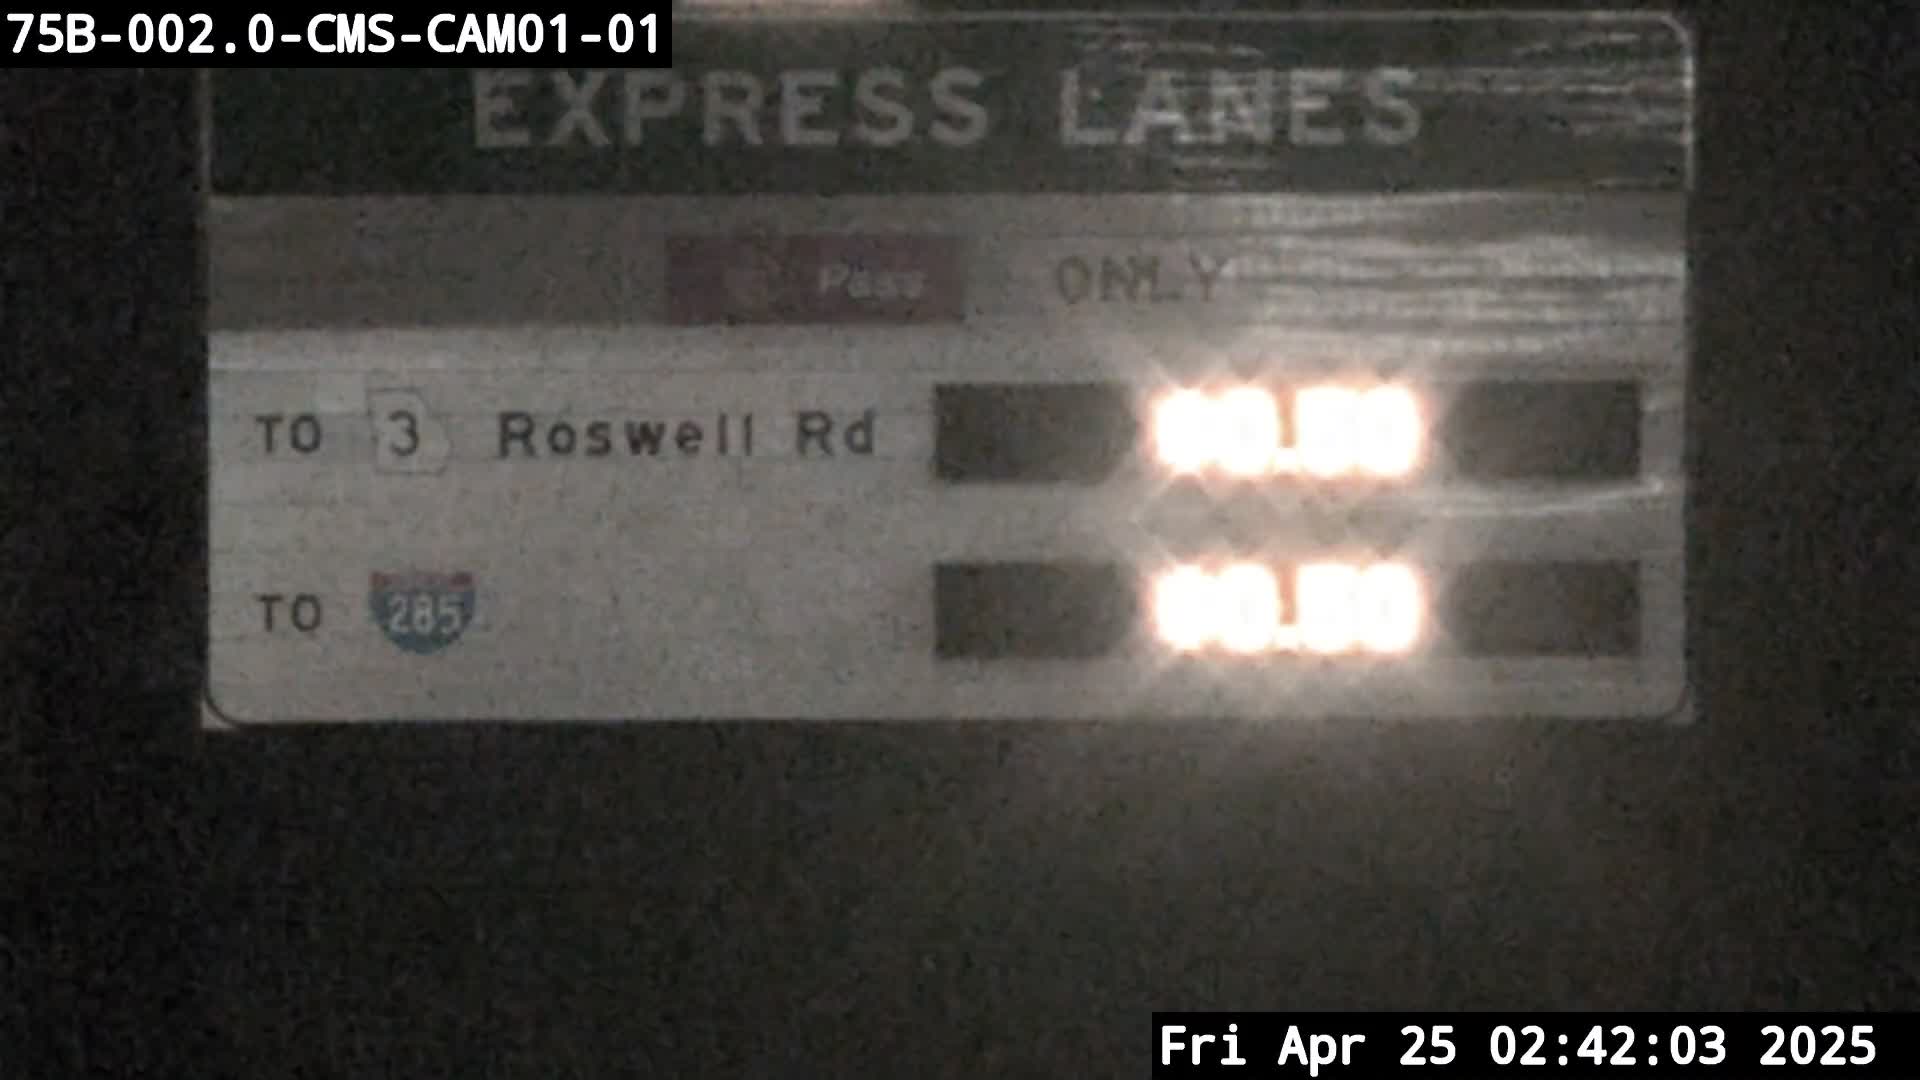 75B-002.0-CMS-CAM01-01
EXPRESS LANES
Pass ONLY
TO 3 Roswell Rd
TO 285
Fri Apr 25 02:42:03 2025